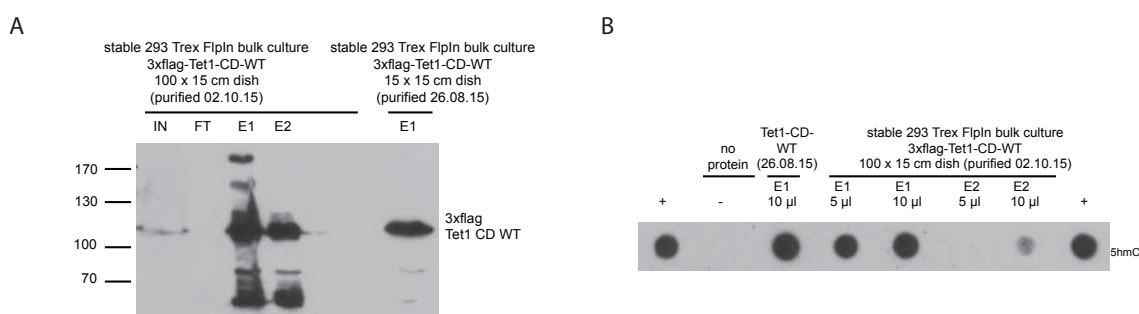 A
stable 293 Trex FlpIn bulk culture
3xflag-Tet1-CD-WT
100 x 15 cm dish
(purified 02.10.15)
stable 293 Trex FlpIn bulk culture
3xflag-Tet1-CD-WT
15 x 15 cm dish
(purified 26.08.15)
IN FT E1 E2 E1
170
130
100
70
3xflag
Tet1 CD WT
B
no
protein
Tet1-CD-
WT
(26.08.15)
stable 293 Trex FlpIn bulk culture
3xflag-Tet1-CD-WT
100 x 15 cm dish (purified 02.10.15)
E1 E1 E1 E2 E2
+ - 10 µl 5 µl 10 µl 5 µl 10 µl +
5hmC